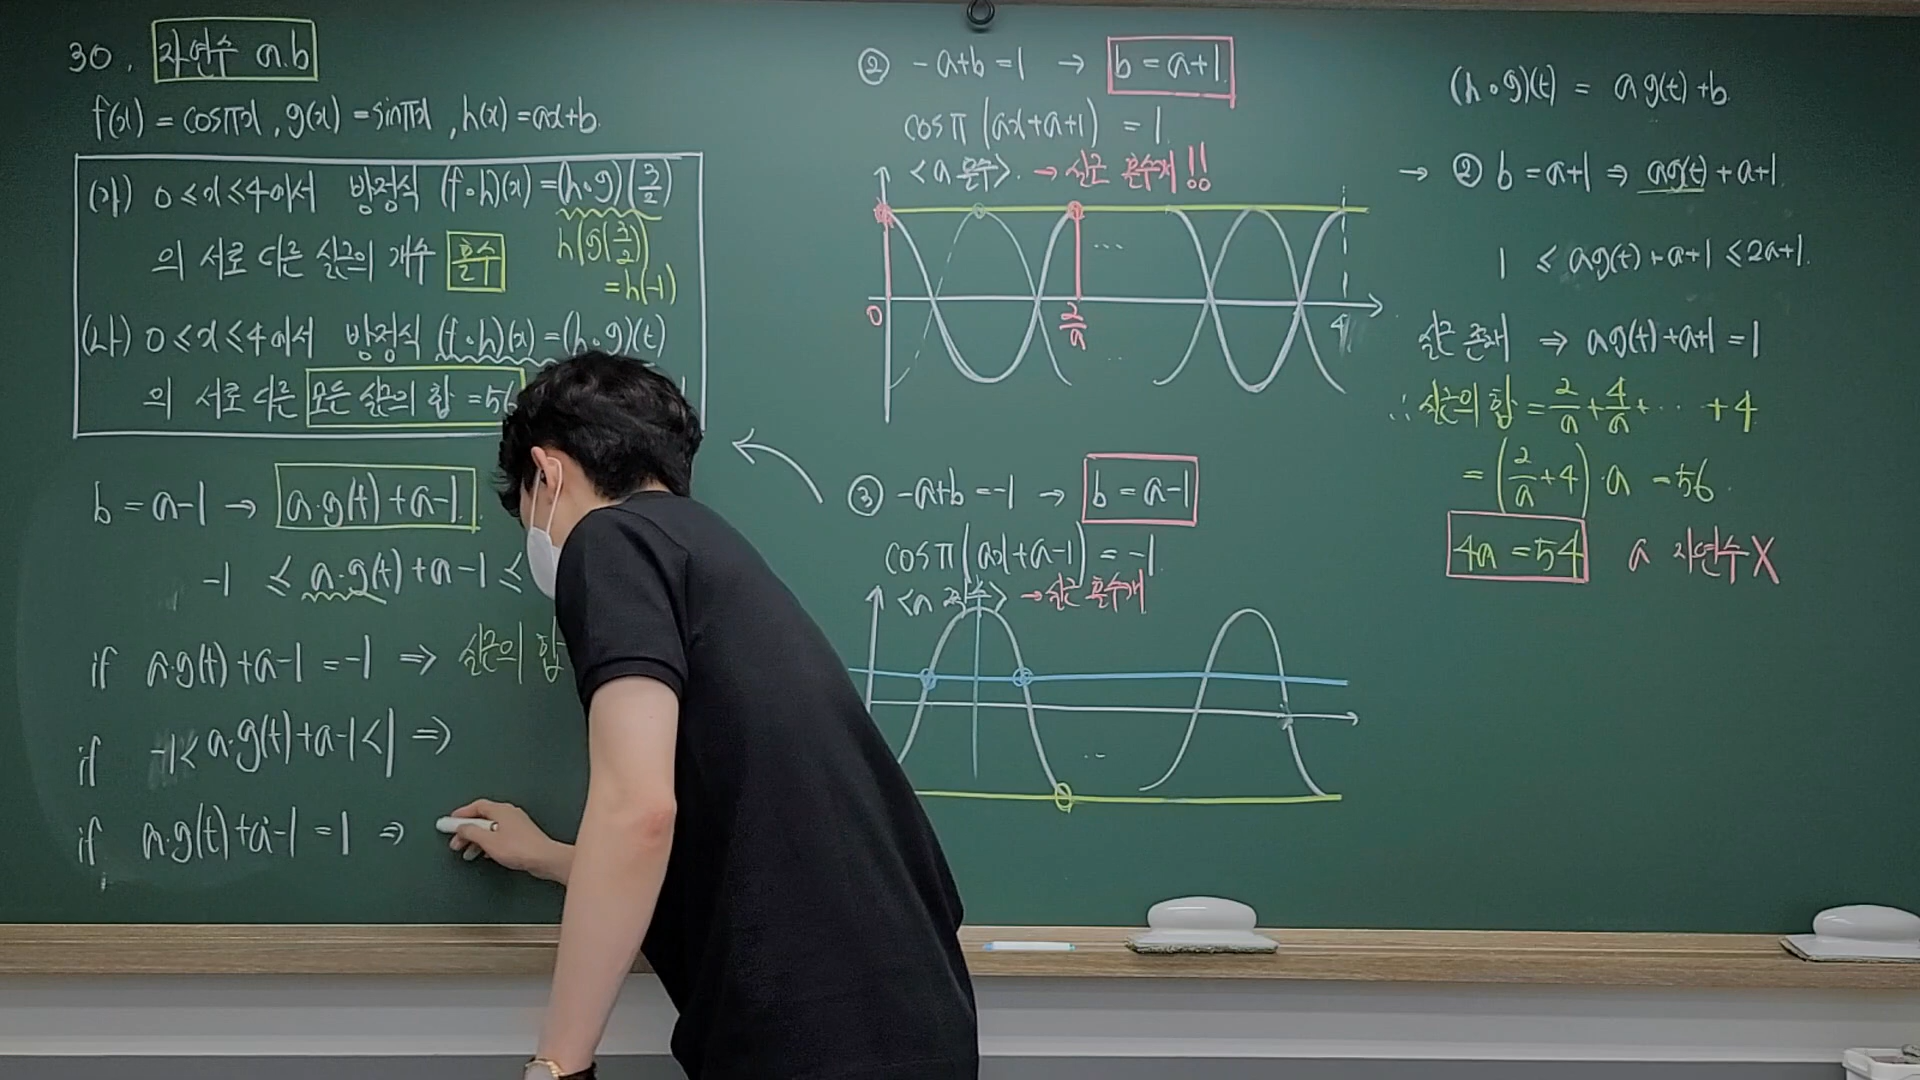 30. 자연수 a.b
f(x) = cosπx, g(x) = sinπx, h(x) = ax+b.
(가) 0≤x≤4에서 방정식 (f∘h)(x) = (h∘g)(3/2)
의 서로 다른 실근의 개수 홀수
h(g(3/2))
= h(-1)
(나) 0≤x≤4에서 방정식 (f∘h)(x) = (h∘g)(t)
의 서로 다른 모든 실근의 합 = 56
b = a-1 → a·g(t)+a-1.
-1 ≤ a·g(t)+a-1 ≤
if a·g(t)+a-1 = -1 ⇒ 실근의 합
if -1< a·g(t)+a-1 <1 ⇒
if a·g(t)+a-1 = 1 ⇒
② -a+b = 1 → b = a+1.
cosπ(ax+a+1) = 1.
<a 홀수>. → 실근 홀수개!!
0 2/a ... 4
③ -a+b = -1 → b = a-1
cosπ(ax+a-1) = -1.
→ 실근 홀수개
(h∘g)(t) = ag(t)+b.
→ ② b = a+1 ⇒ ag(t)+a+1.
1 ≤ ag(t)+a+1 ≤ 2a+1.
실근 존재 ⇒ ag(t)+a+1 = 1
∴ 실근의 합 = 2/a + 4/a + ··· + 4
= (2/a + 4)·a = 56.
4a = 54 a 자연수 X